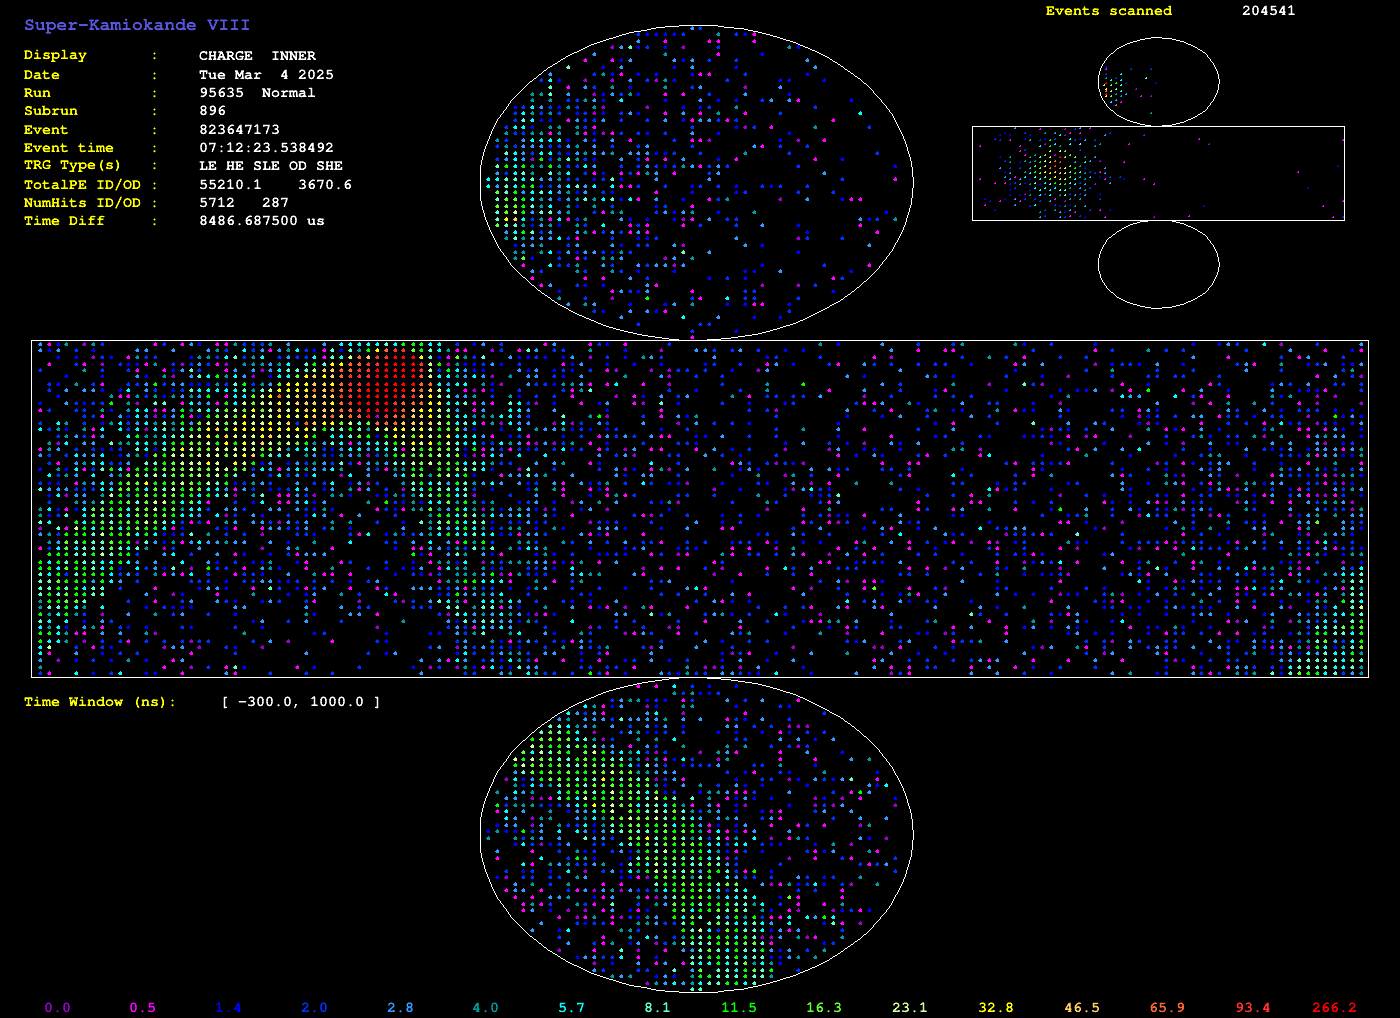 Super-Kamiokande VIII
Events scanned 204541
Display : CHARGE INNER
Date : Tue Mar 4 2025
Run : 95635 Normal
Subrun : 896
Event : 823647173
Event time : 07:12:23.538492
TRG Type(s) : LE HE SLE OD SHE
TotalPE ID/OD : 55210.1 3670.6
NumHits ID/OD : 5712 287
Time Diff : 8486.687500 us
Time Window (ns): [ -300.0, 1000.0 ]
0.0 0.5 1.4 2.0 2.8 4.0 5.7 8.1 11.5 16.3 23.1 32.8 46.5 65.9 93.4 266.2